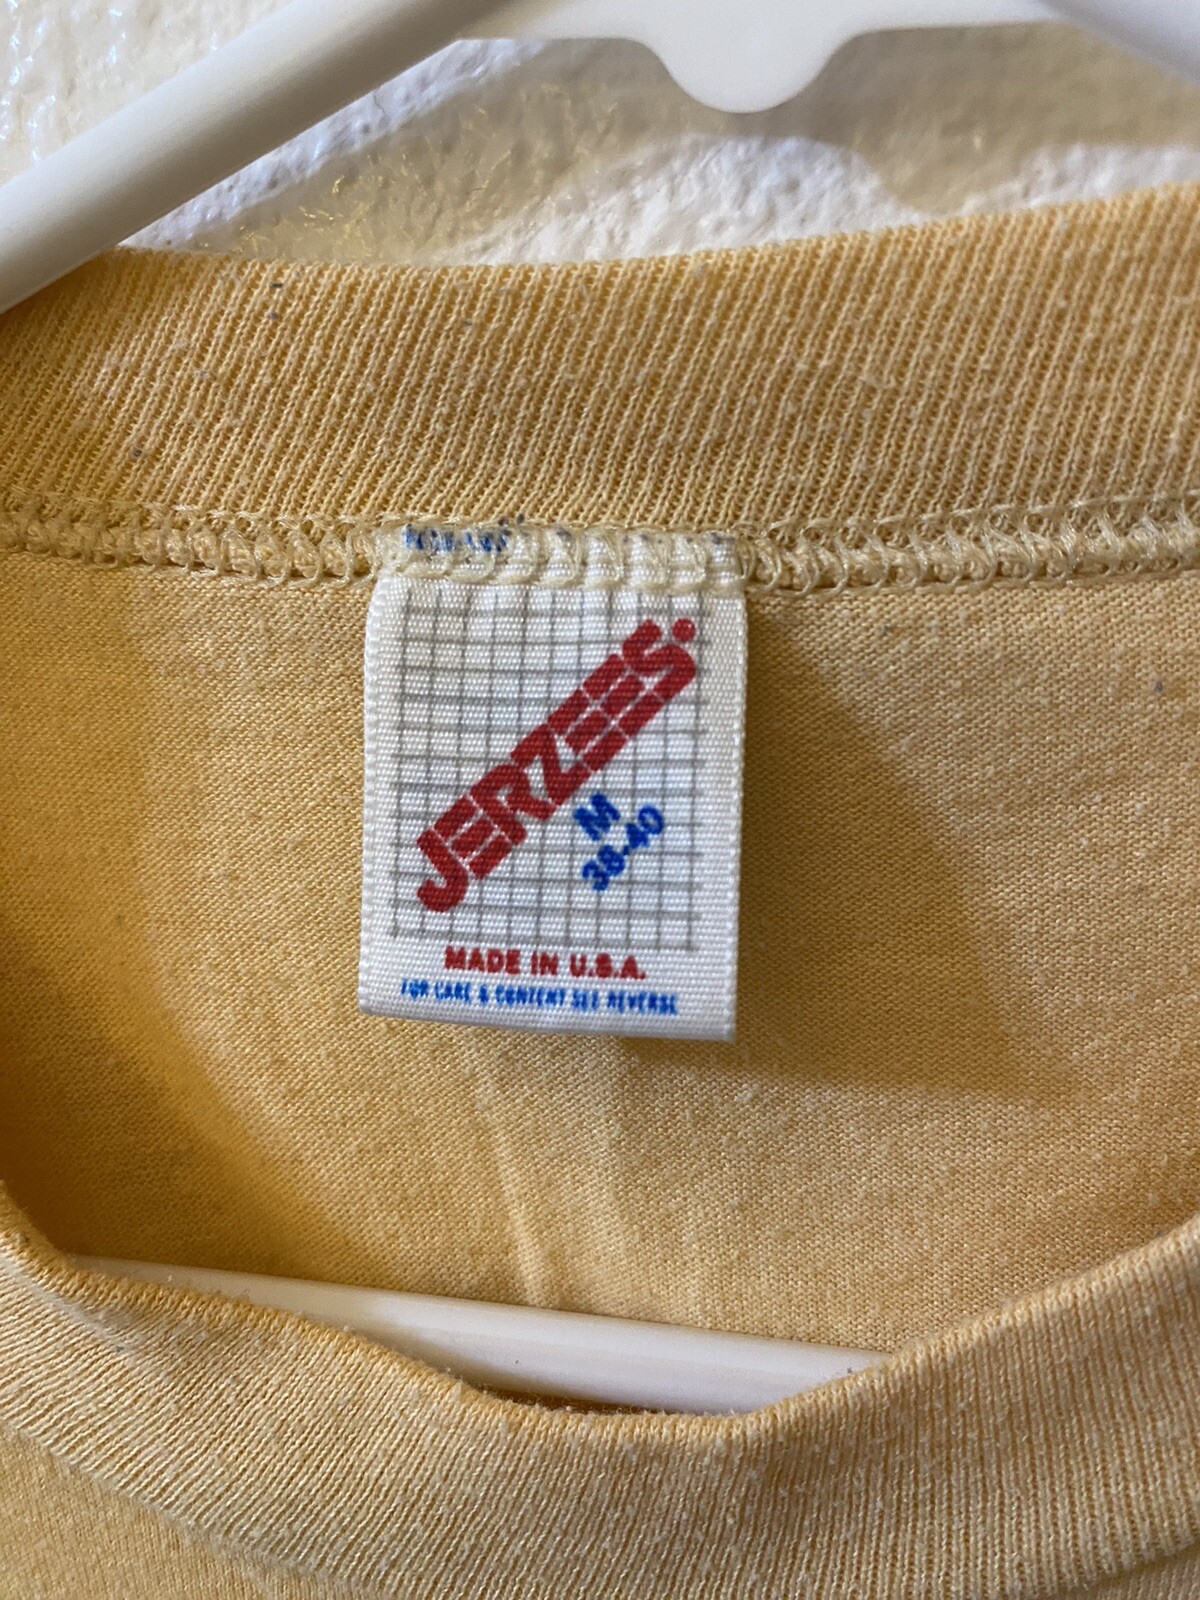 JERZEES
M
38-40
MADE IN U.S.A.
FOR CARE & CONTENT SEE REVERSE